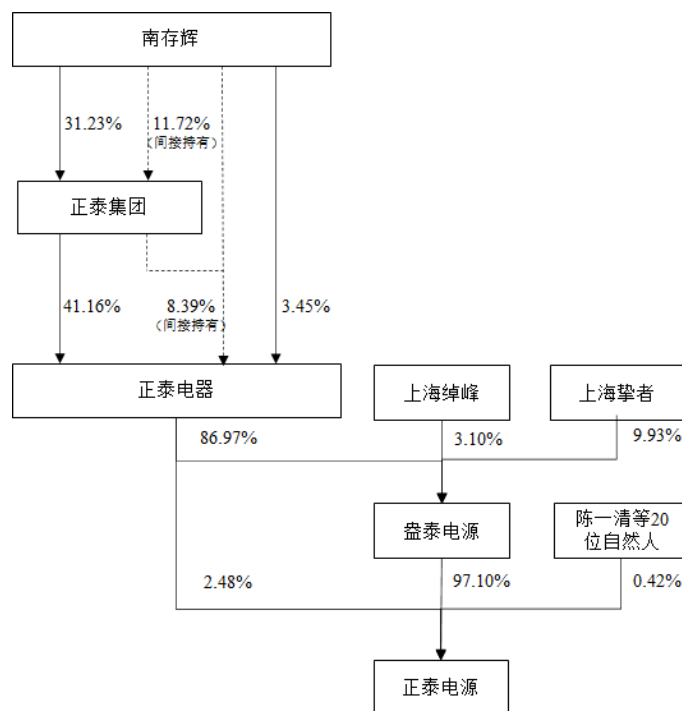 南存辉
31.23%
11.72%
（间接持有）
正泰集团
41.16%
8.39%
（间接持有）
3.45%
正泰电器
上海绰峰
上海挚者
86.97%
3.10%
9.93%
盎泰电源
陈一清等20
位自然人
2.48%
97.10%
0.42%
正泰电源